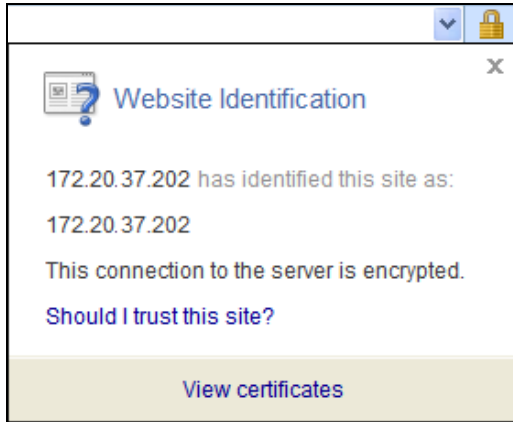 x
Website Identification
172.20.37.202 has identified this site as:
172.20.37.202
This connection to the server is encrypted.
Should I trust this site?
View certificates